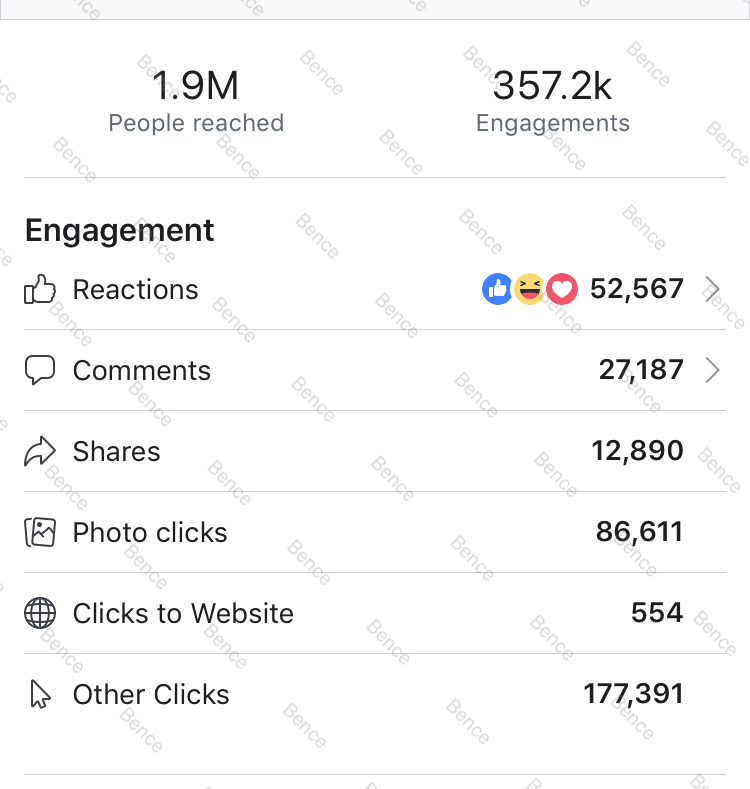 1.9M 357.2k
People reached Engagements
Engagement
Reactions 52,567
Comments 27,187
Shares 12,890
Photo clicks 86,611
Clicks to Website 554
Other Clicks 177,391
Bence